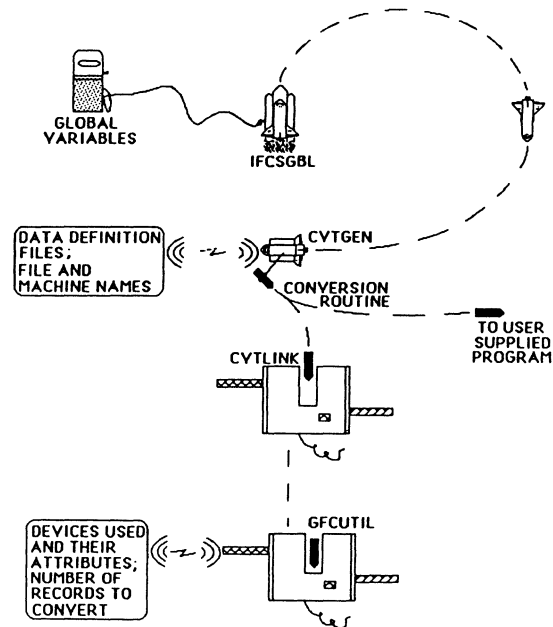 GLOBAL
VARIABLES
IFCSGBL
DATA DEFINITION
FILES;
FILE AND
MACHINE NAMES
CVTGEN
CONVERSION
ROUTINE
TO USER
SUPPLIED
PROGRAM
CVTLINK
DEVICES USED
AND THEIR
ATTRIBUTES;
NUMBER OF
RECORDS TO
CONVERT
GFCUTIL